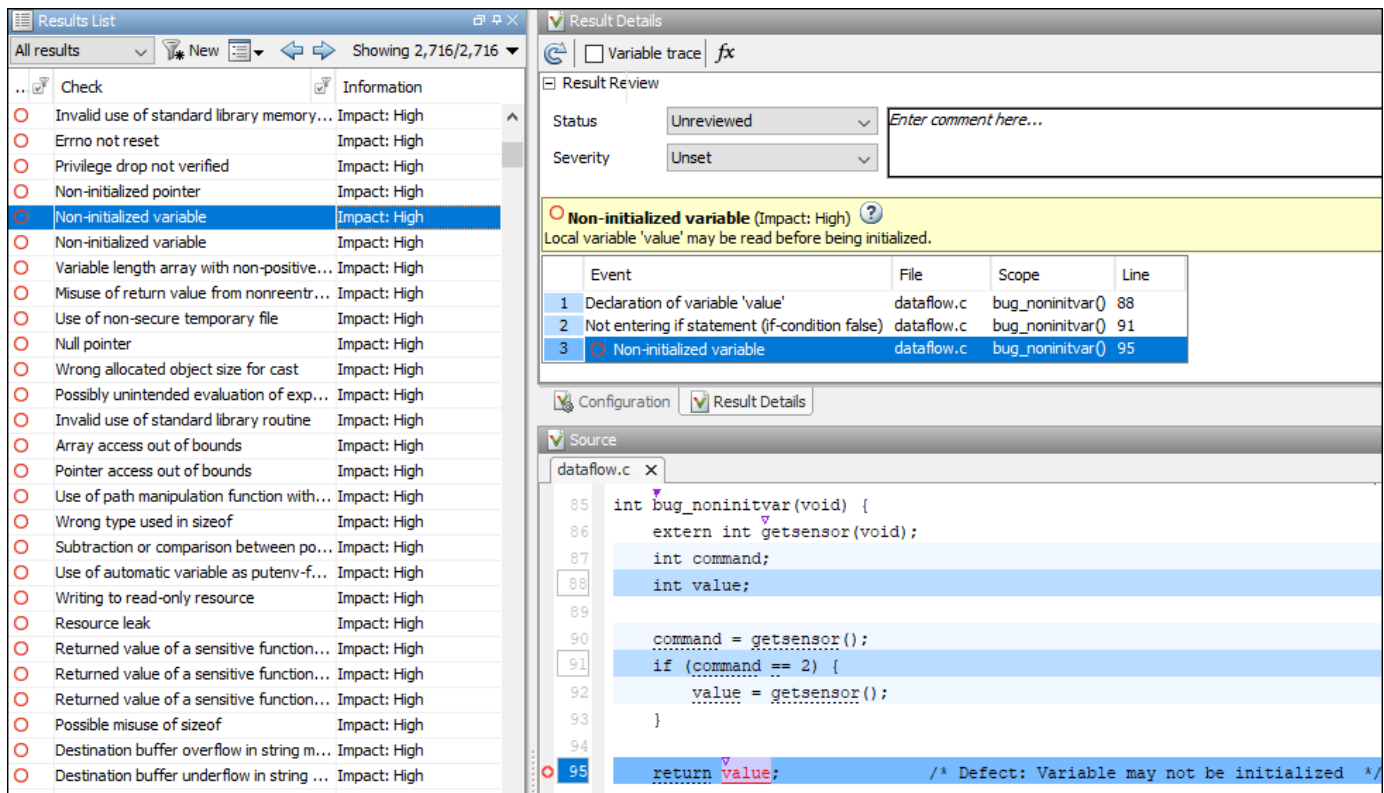 Results List
All results New Showing 2,716/2,716
... Check Information
Invalid use of standard library memory... Impact: High
Errno not reset Impact: High
Privilege drop not verified Impact: High
Non-initialized pointer Impact: High
Non-initialized variable Impact: High
Non-initialized variable Impact: High
Variable length array with non-positive... Impact: High
Misuse of return value from nonreentr... Impact: High
Use of non-secure temporary file Impact: High
Null pointer Impact: High
Wrong allocated object size for cast Impact: High
Possibly unintended evaluation of exp... Impact: High
Invalid use of standard library routine Impact: High
Array access out of bounds Impact: High
Pointer access out of bounds Impact: High
Use of path manipulation function with... Impact: High
Wrong type used in sizeof Impact: High
Subtraction or comparison between po... Impact: High
Use of automatic variable as putenv-f... Impact: High
Writing to read-only resource Impact: High
Resource leak Impact: High
Returned value of a sensitive function... Impact: High
Returned value of a sensitive function... Impact: High
Returned value of a sensitive function... Impact: High
Possible misuse of sizeof Impact: High
Destination buffer overflow in string m... Impact: High
Destination buffer underflow in string ... Impact: High
Result Details
Variable trace fx
Result Review
Status Unreviewed Enter comment here...
Severity Unset
Non-initialized variable (Impact: High) ?
Local variable 'value' may be read before being initialized.
Event File Scope Line
1 Declaration of variable 'value' dataflow.c bug_noninitvar() 88
2 Not entering if statement (if-condition false) dataflow.c bug_noninitvar() 91
3 Non-initialized variable dataflow.c bug_noninitvar() 95
Configuration Result Details
Source
dataflow.c x
85 int bug_noninitvar(void) {
86 extern int getsensor(void);
87 int command;
88 int value;
89
90 command = getsensor();
91 if (command == 2) {
92 value = getsensor();
93 }
94
95 return value; /* Defect: Variable may not be initialized */